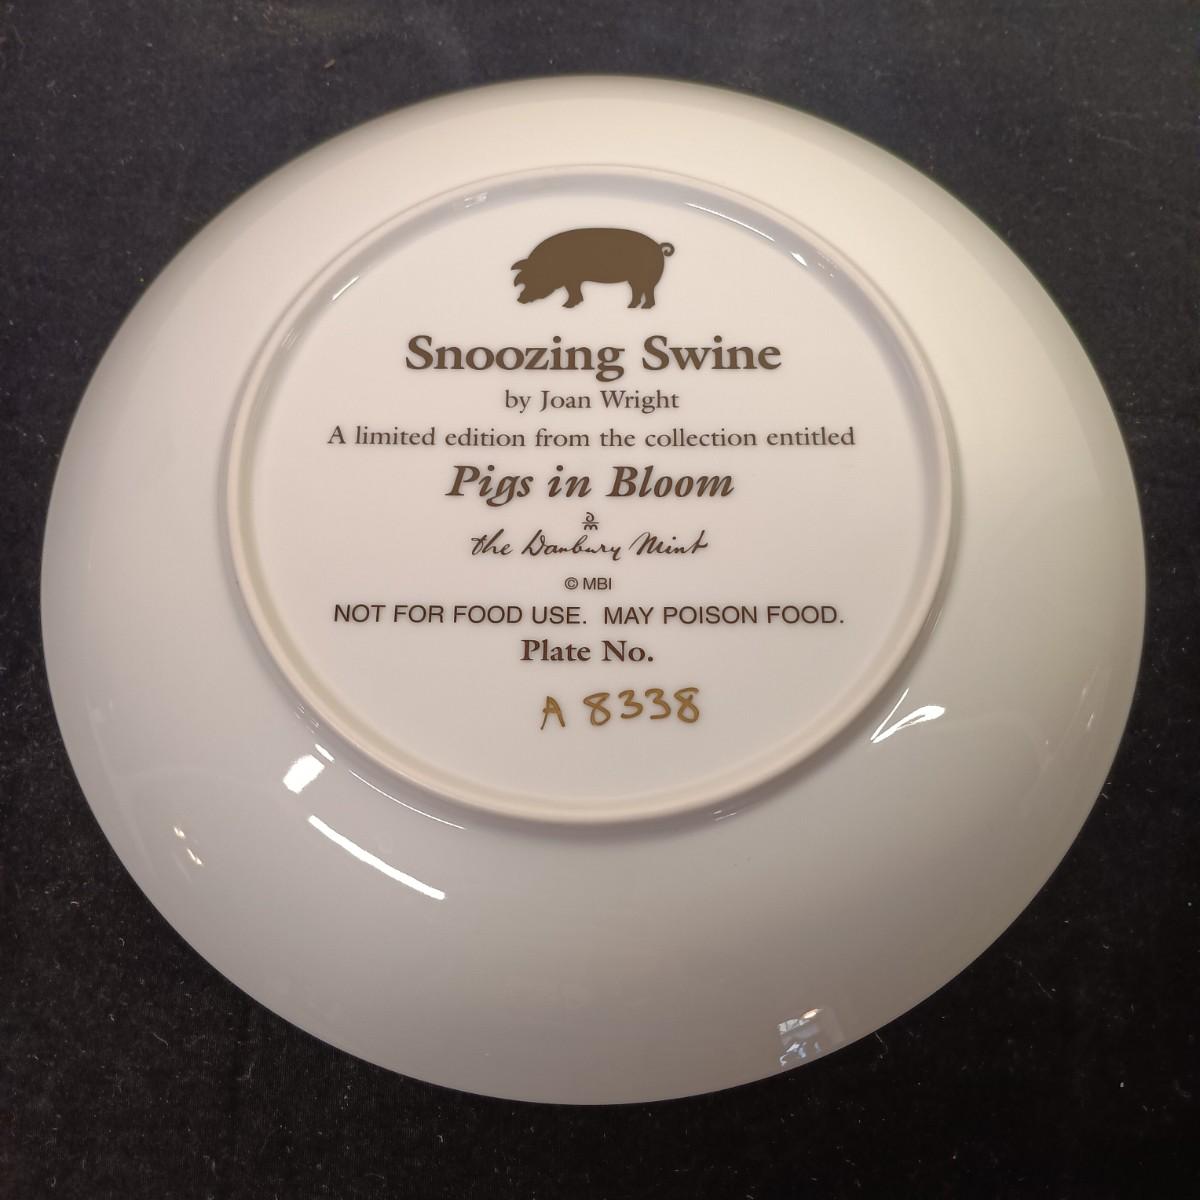 Snoozing Swine
by Joan Wright
A limited edition from the collection entitled
Pigs in Bloom
the Danbury Mint
© MBI
NOT FOR FOOD USE. MAY POISON FOOD.
Plate No.
A 8338